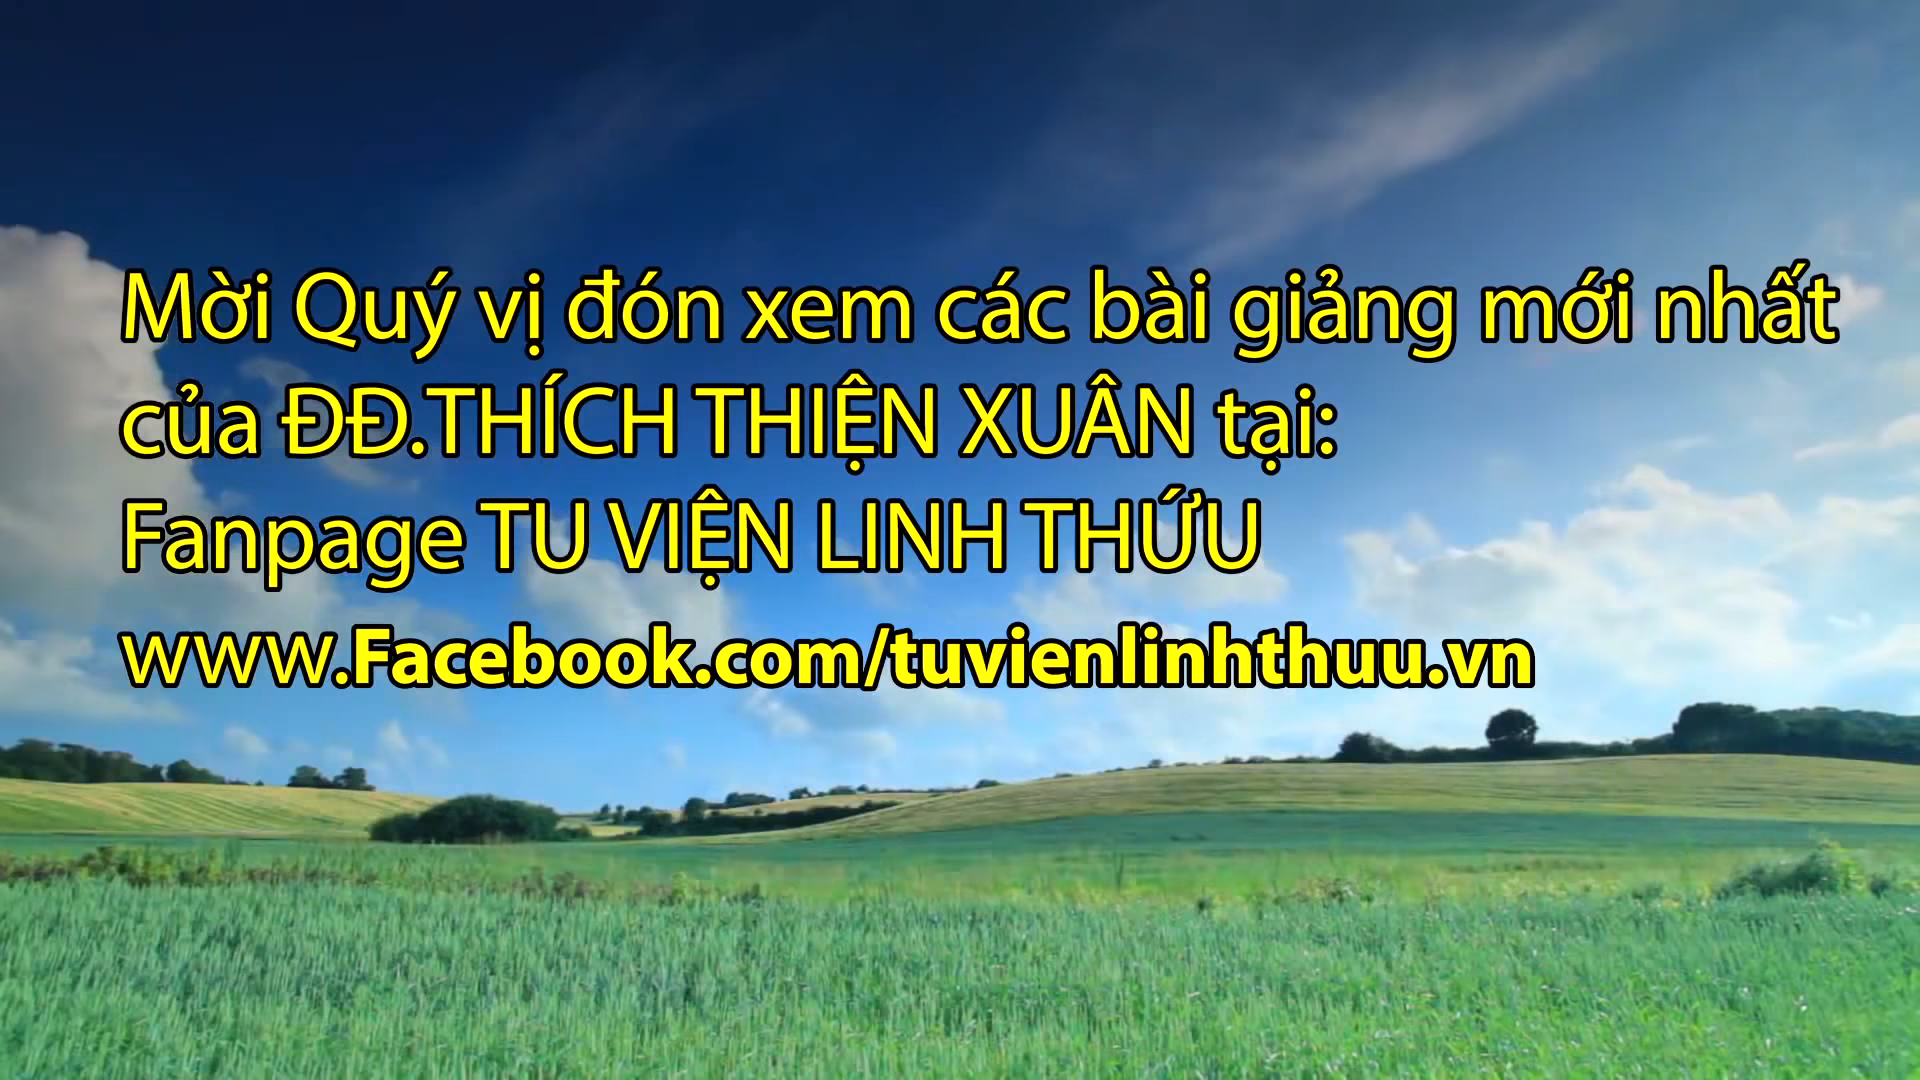 Mời Quý vị đón xem các bài giảng mới nhất
của ĐĐ.THÍCH THIỆN XUÂN tại:
Fanpage TU VIỆN LINH THỨU
www.Facebook.com/tuvienlinhthuu.vn